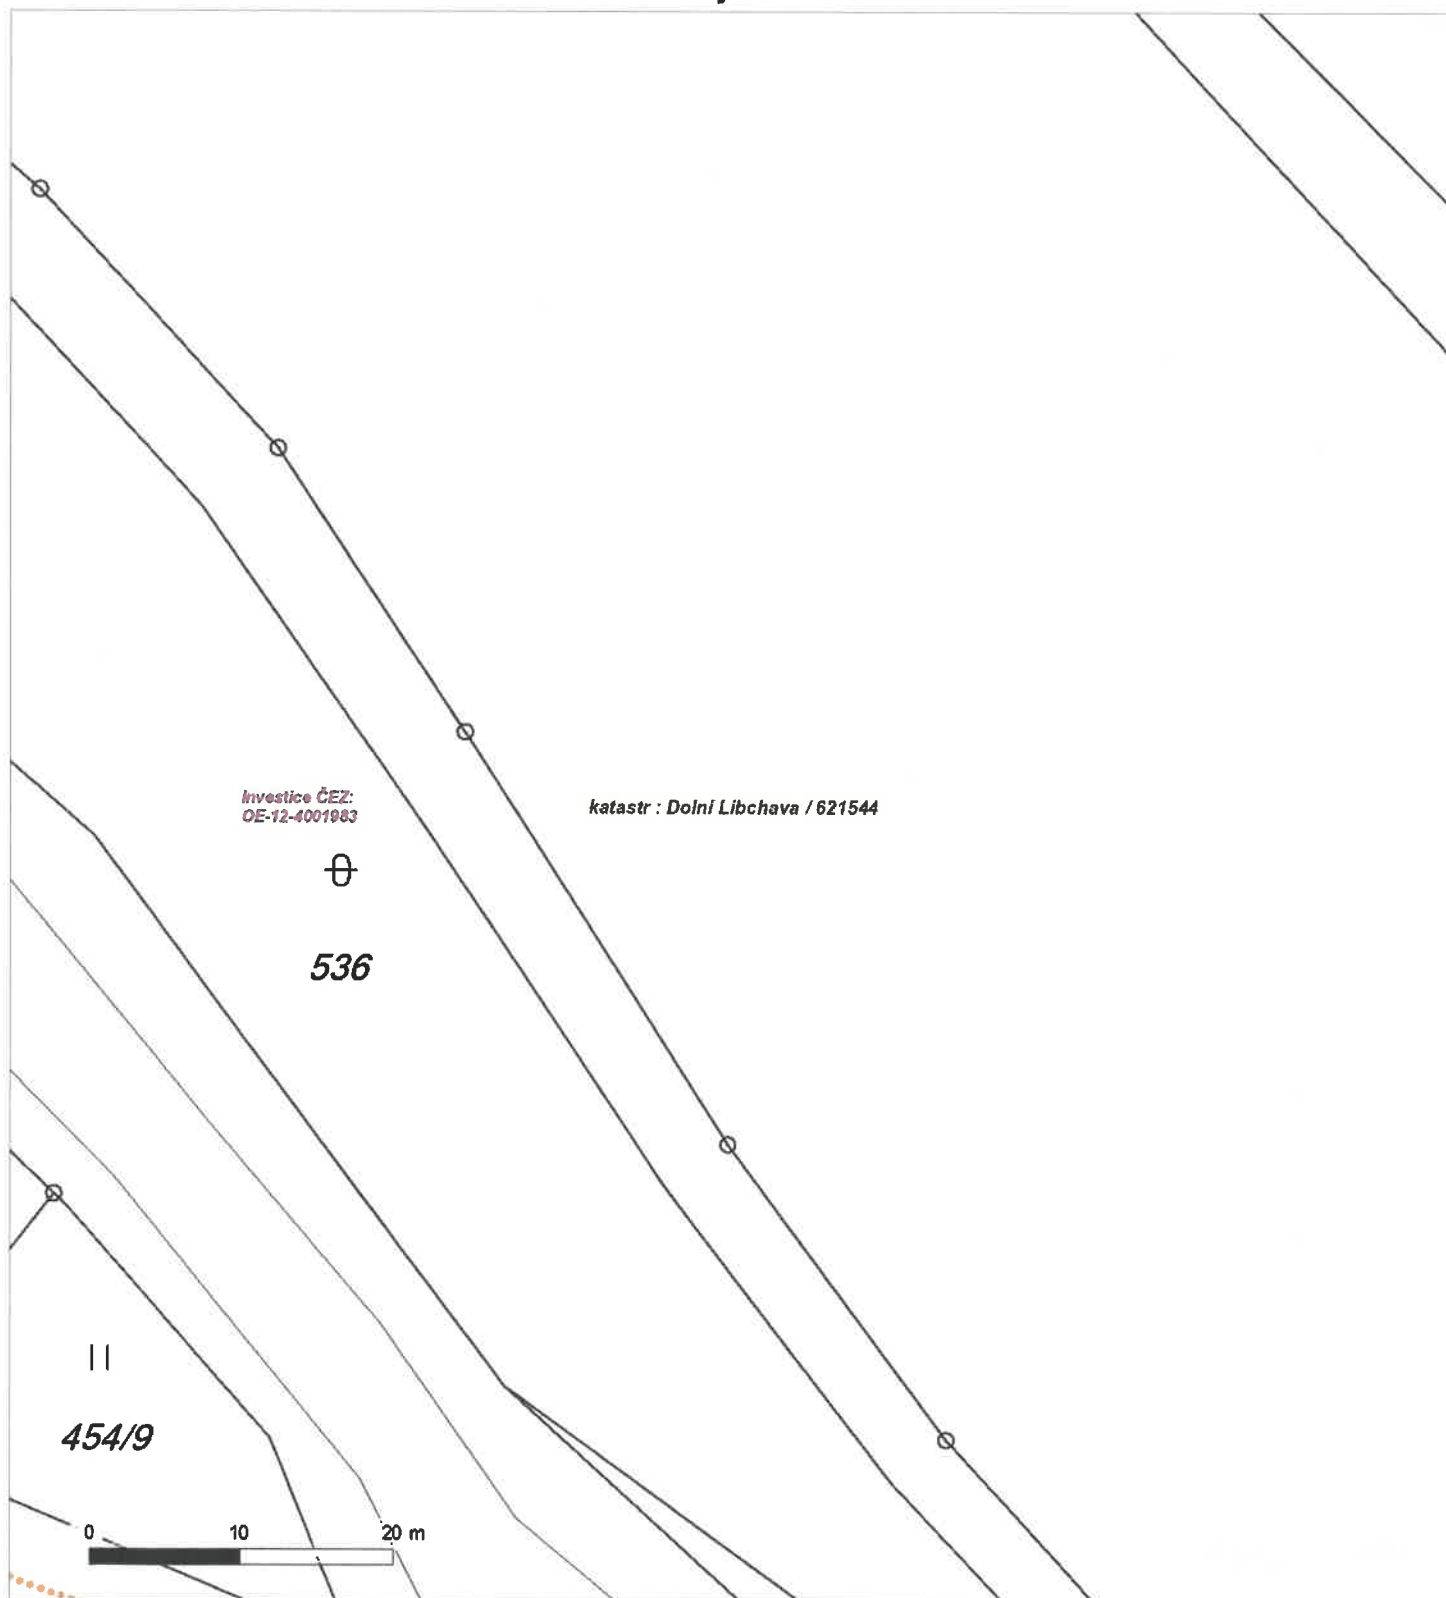 Investice ČEZ:
OE-12-4001983
katastr : Dolní Libchava / 621544
536
454/9
0 10 20 m